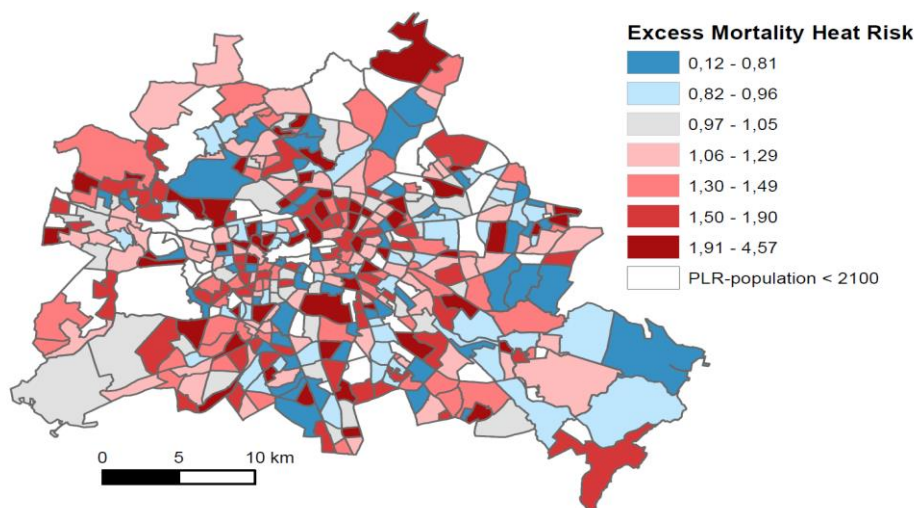 Excess Mortality Heat Risk
0,12 - 0,81
0,82 - 0,96
0,97 - 1,05
1,06 - 1,29
1,30 - 1,49
1,50 - 1,90
1,91 - 4,57
PLR-population < 2100
0 5 10 km